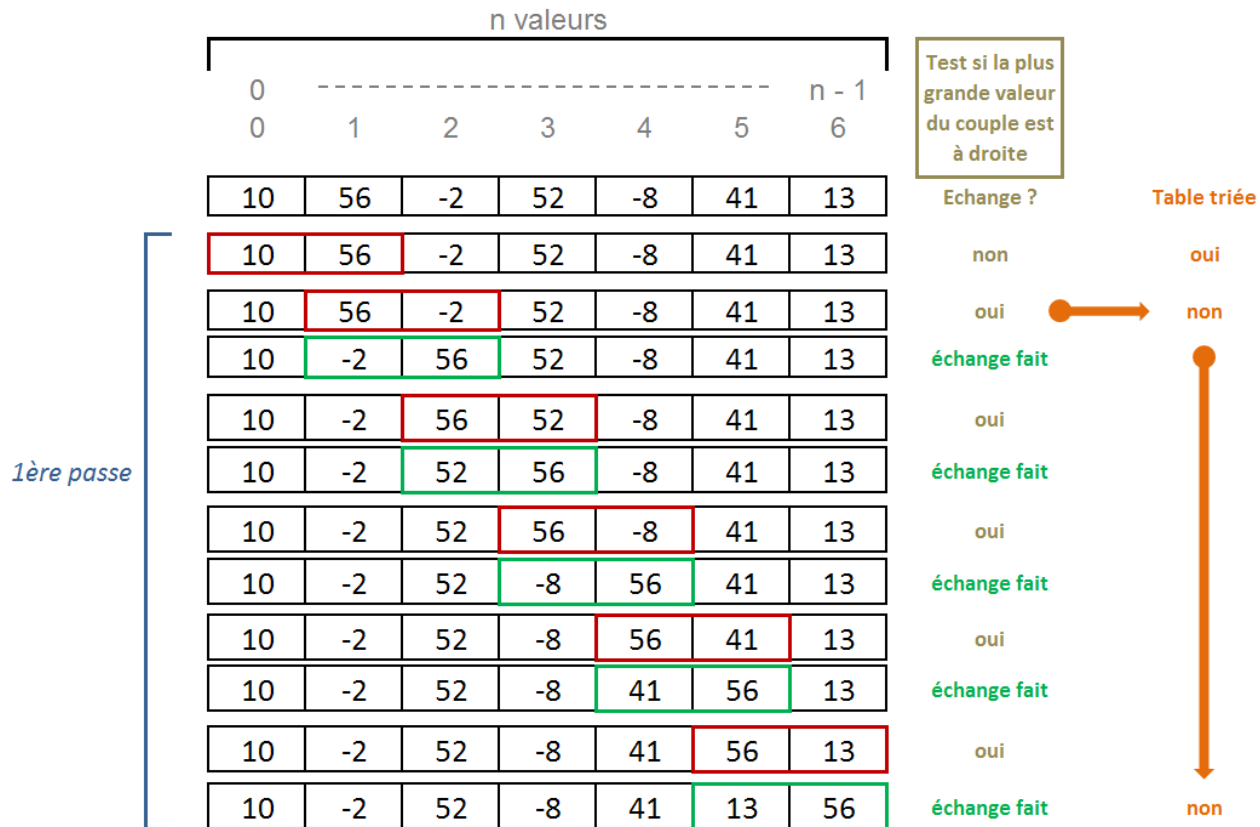 n valeurs
0 --------------------------- n - 1
0 1 2 3 4 5 6
Test si la plus
grande valeur
du couple est
à droite
10 56 -2 52 -8 41 13 Echange ? Table triée
10 56 -2 52 -8 41 13 non oui
10 56 -2 52 -8 41 13 oui non
10 -2 56 52 -8 41 13 échange fait
10 -2 56 52 -8 41 13 oui
1ère passe
10 -2 52 56 -8 41 13 échange fait
10 -2 52 56 -8 41 13 oui
10 -2 52 -8 56 41 13 échange fait
10 -2 52 -8 56 41 13 oui
10 -2 52 -8 41 56 13 échange fait
10 -2 52 -8 41 56 13 oui
10 -2 52 -8 41 13 56 échange fait non